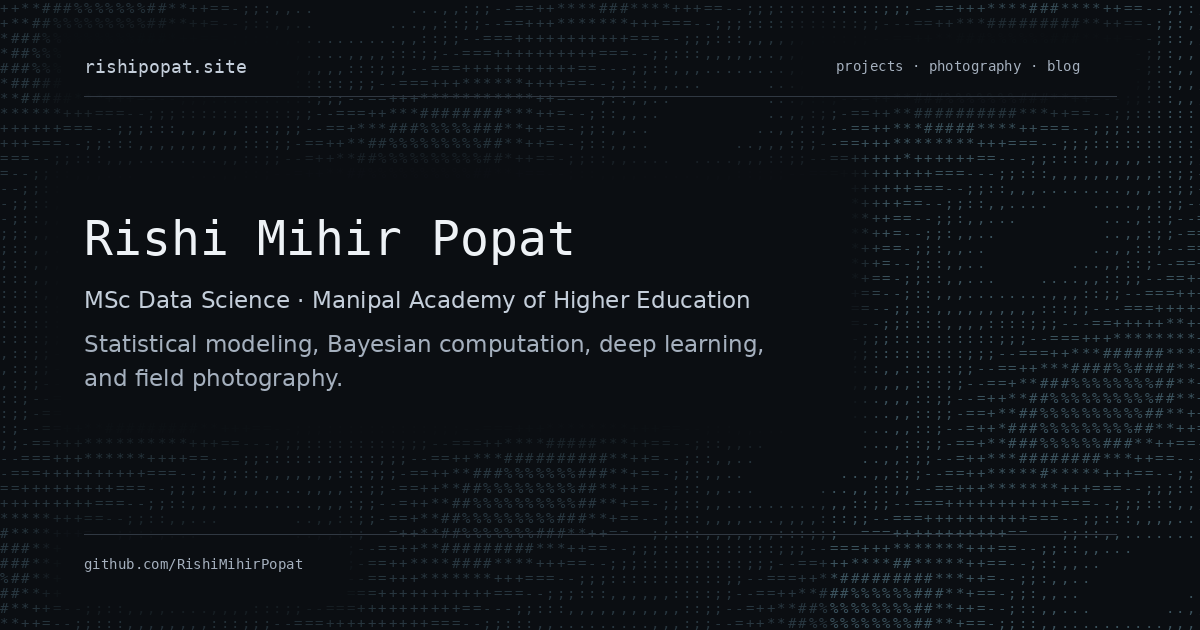 rishipopat.site
projects · photography · blog
Rishi Mihir Popat
MSc Data Science · Manipal Academy of Higher Education
Statistical modeling, Bayesian computation, deep learning,
and field photography.
github.com/RishiMihirPopat